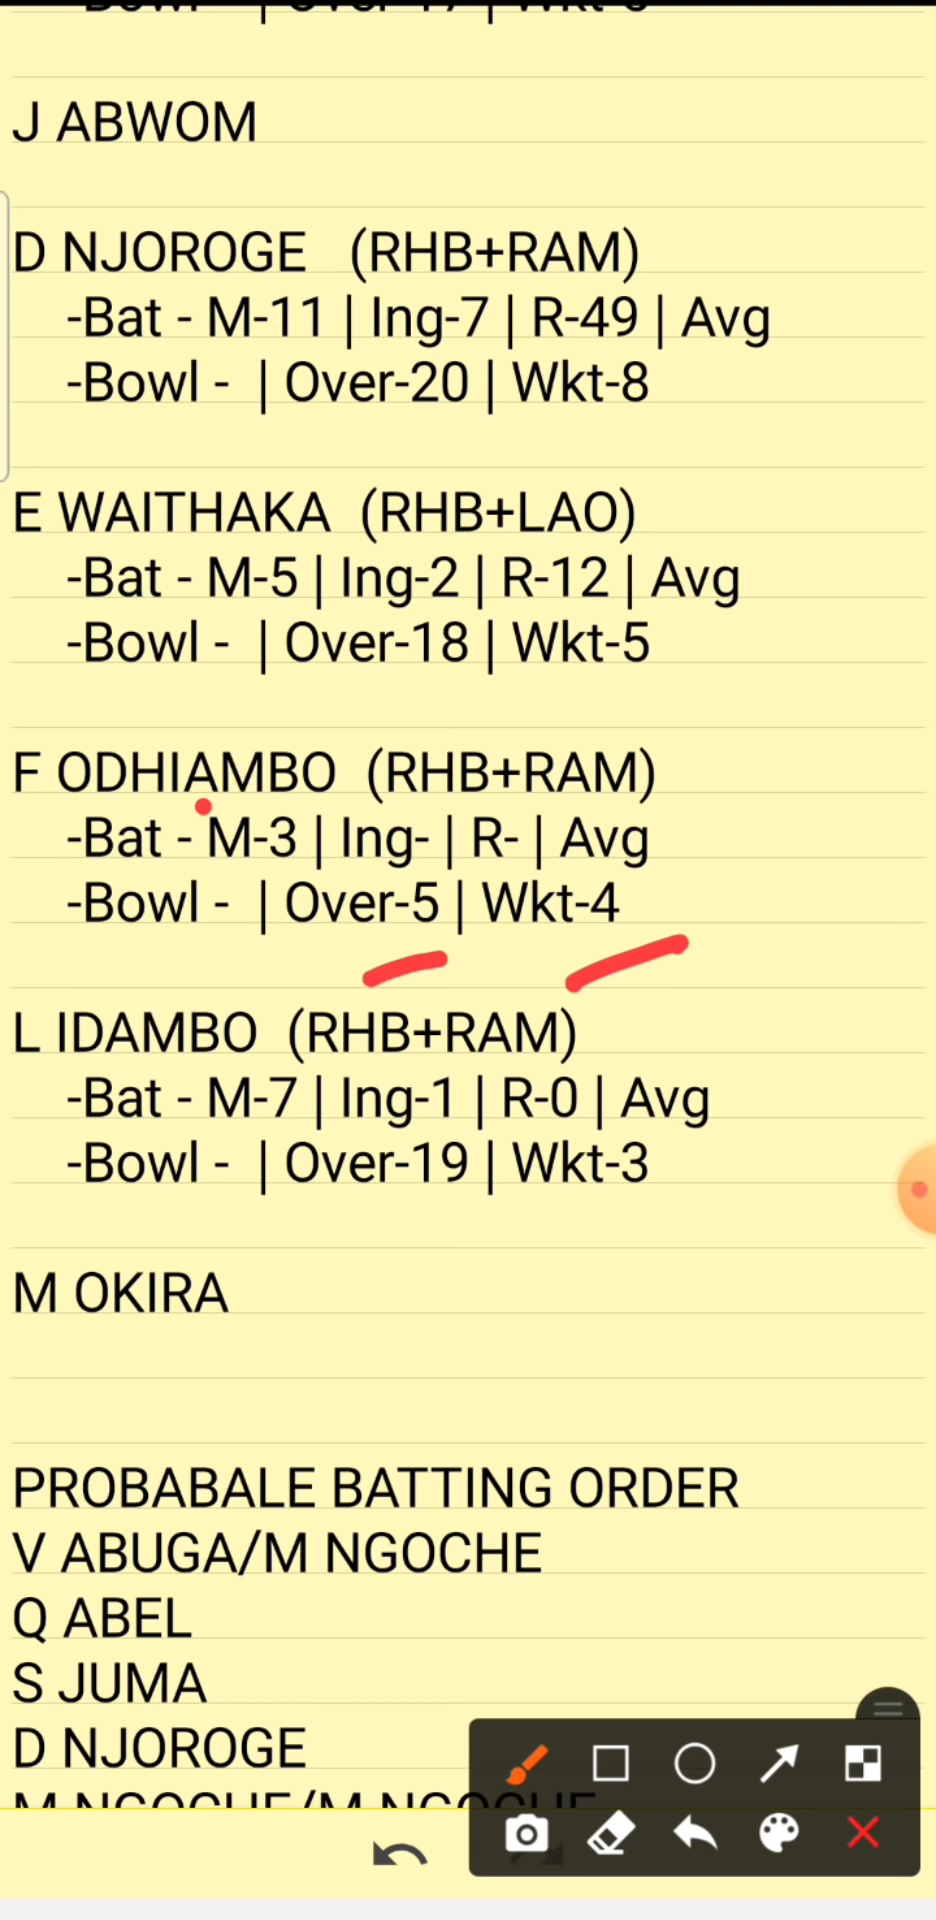 J ABWOM
D NJOROGE (RHB+RAM)
-Bat - M-11 | Ing-7 | R-49 | Avg
-Bowl - | Over-20 | Wkt-8
E WAITHAKA (RHB+LAO)
-Bat - M-5 | Ing-2 | R-12 | Avg
-Bowl - | Over-18 | Wkt-5
F ODHIAMBO (RHB+RAM)
-Bat - M-3 | Ing- | R- | Avg
-Bowl - | Over-5 | Wkt-4
L IDAMBO (RHB+RAM)
-Bat - M-7 | Ing-1 | R-0 | Avg
-Bowl - | Over-19 | Wkt-3
M OKIRA
PROBABALE BATTING ORDER
V ABUGA/M NGOCHE
Q ABEL
S JUMA
D NJOROGE
M NGOCHE/M NGOCHE